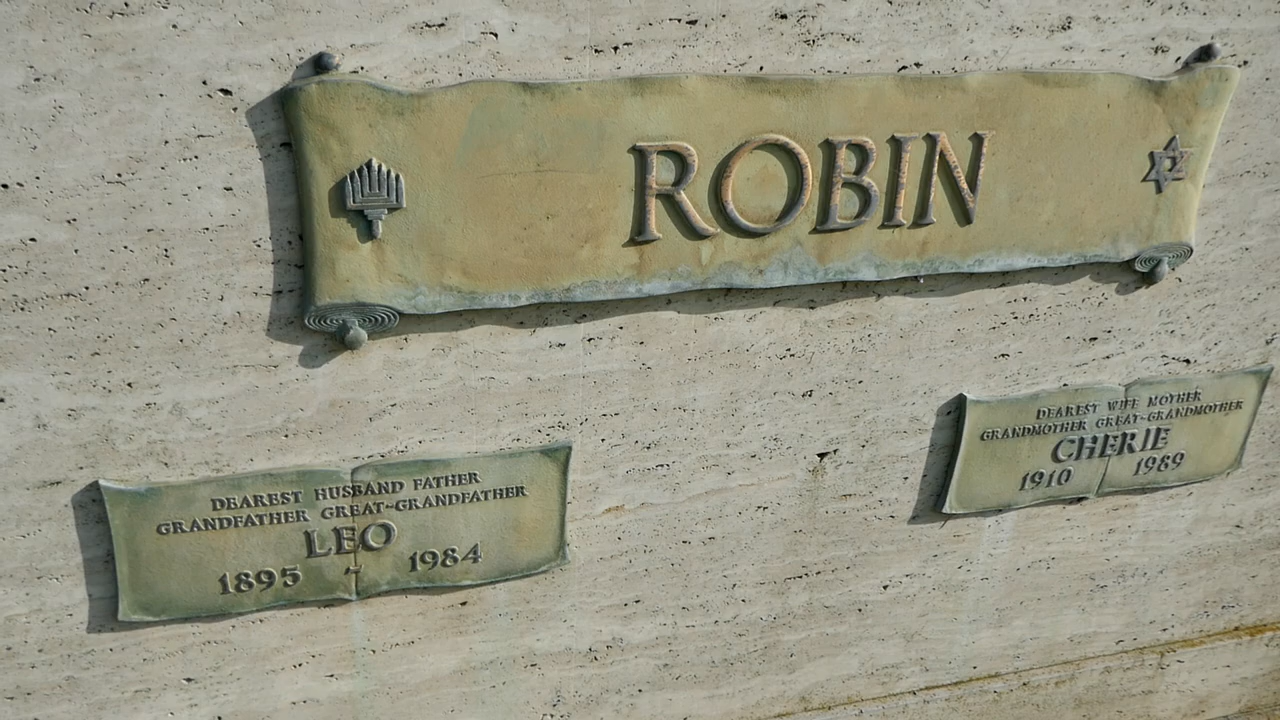 ROBIN
DEAREST HUSBAND FATHER
GRANDFATHER GREAT-GRANDFATHER
LEO
1895 ~ 1984
DEAREST WIFE MOTHER
GRANDMOTHER GREAT-GRANDMOTHER
CHERIE
1910 1989